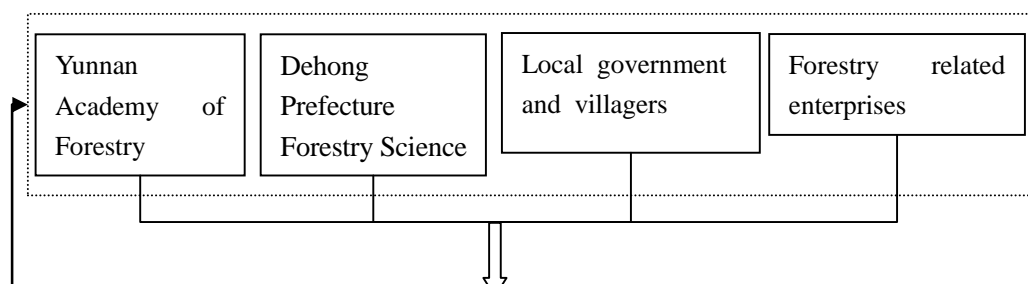 Yunnan
Academy of
Forestry
Dehong
Prefecture
Forestry Science
Local government
and villagers
Forestry related
enterprises